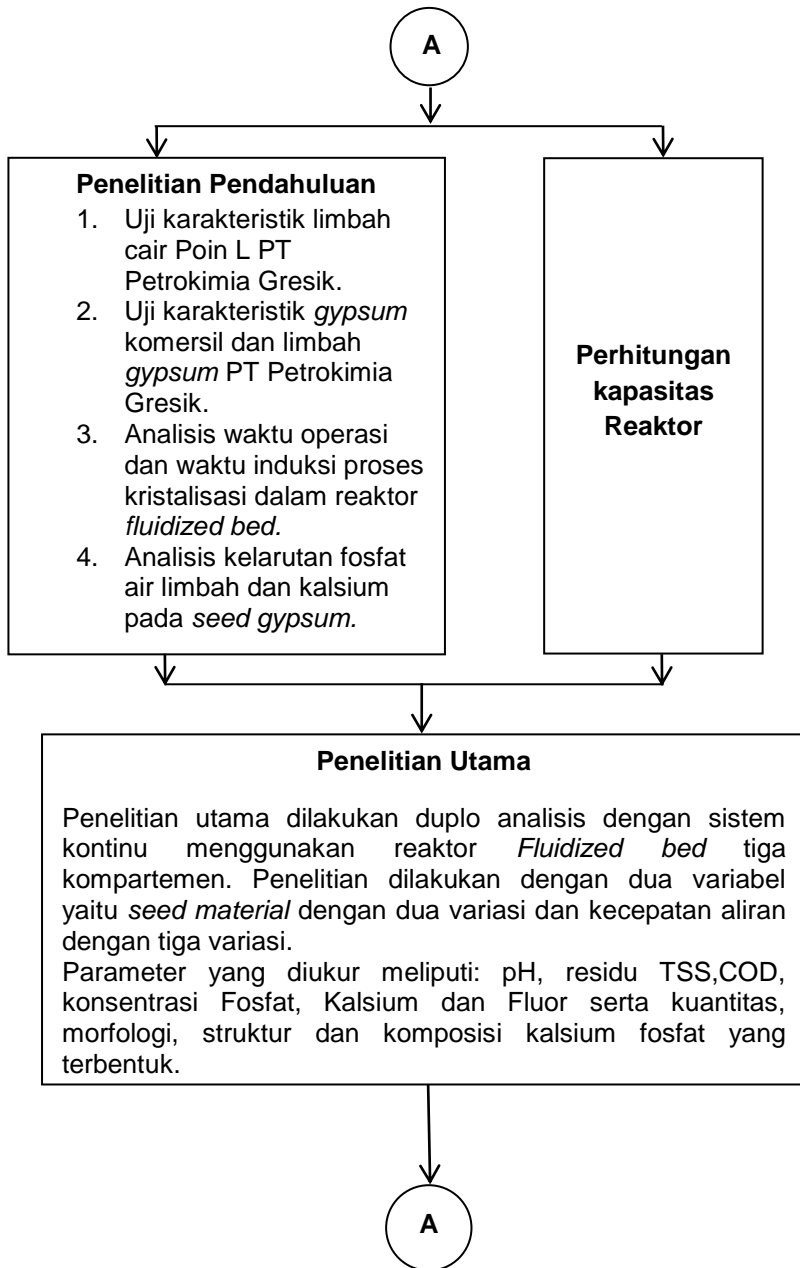 A
Penelitian Pendahuluan
1. Uji karakteristik limbah
cair Poin L PT
Petrokimia Gresik.
2. Uji karakteristik gypsum
komersil dan limbah
gypsum PT Petrokimia
Gresik.
3. Analisis waktu operasi
dan waktu induksi proses
kristalisasi dalam reaktor
fluidized bed.
4. Analisis kelarutan fosfat
air limbah dan kalsium
pada seed gypsum.
Perhitungan
kapasitas
Reaktor
Penelitian Utama
Penelitian utama dilakukan duplo analisis dengan sistem
kontinu menggunakan reaktor Fluidized bed tiga
kompartemen. Penelitian dilakukan dengan dua variabel
yaitu seed material dengan dua variasi dan kecepatan aliran
dengan tiga variasi.
Parameter yang diukur meliputi: pH, residu TSS,COD,
konsentrasi Fosfat, Kalsium dan Fluor serta kuantitas,
morfologi, struktur dan komposisi kalsium fosfat yang
terbentuk.
A